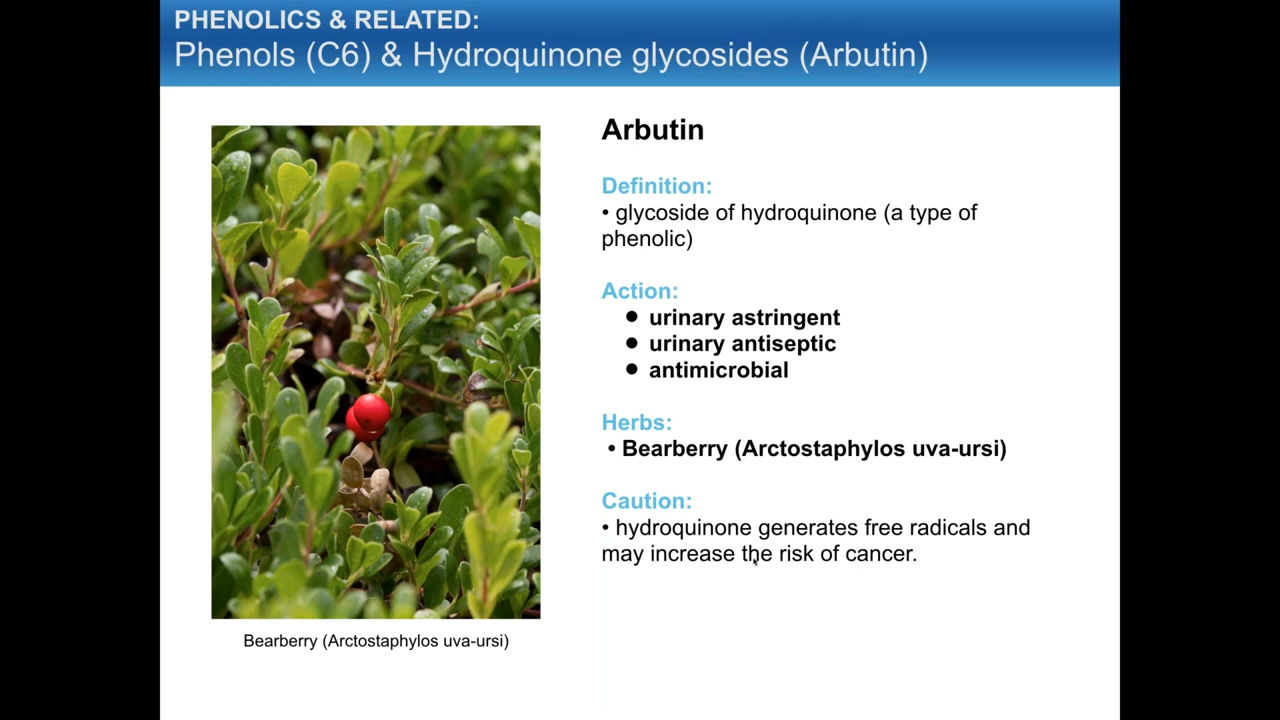 PHENOLICS & RELATED:
Phenols (C6) & Hydroquinone glycosides (Arbutin)
Arbutin
Definition:
• glycoside of hydroquinone (a type of
phenolic)
Action:
● urinary astringent
● urinary antiseptic
● antimicrobial
Herbs:
• Bearberry (Arctostaphylos uva-ursi)
Caution:
• hydroquinone generates free radicals and
may increase the risk of cancer.
Bearberry (Arctostaphylos uva-ursi)